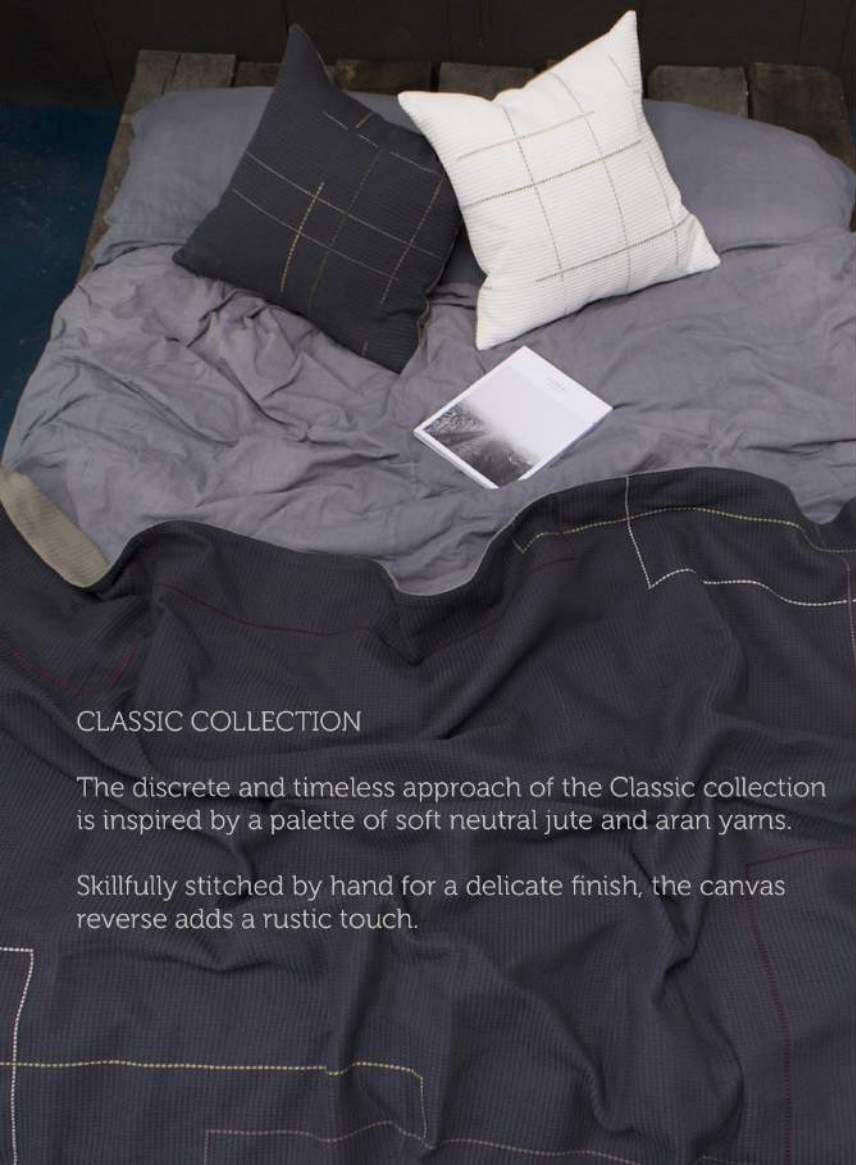 CLASSIC COLLECTION
The discrete and timeless approach of the Classic collection
is inspired by a palette of soft neutral jute and aran yarns.
Skillfully stitched by hand for a delicate finish, the canvas
reverse adds a rustic touch.